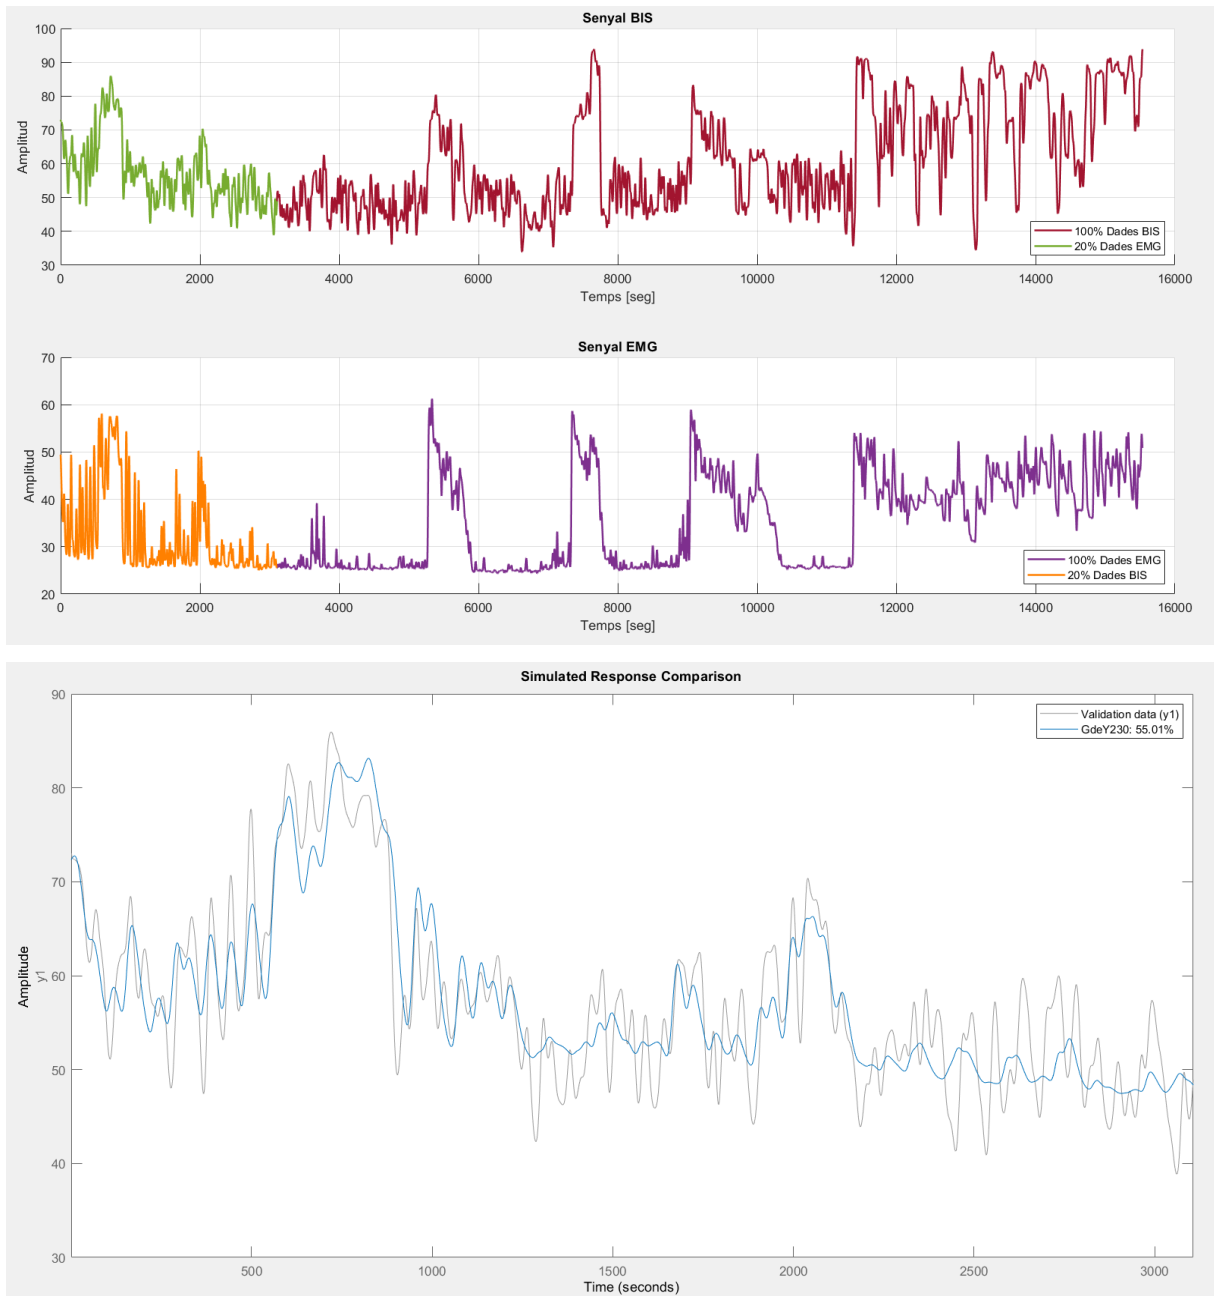 Senyal BIS
100
90
80
70
60
50
40
30
Amplitud
100% Dades BIS
20% Dades EMG
0 2000 4000 6000 8000 10000 12000 14000 16000
Temps [seg]
Senyal EMG
70
60
50
40
30
20
Amplitud
100% Dades EMG
20% Dades BIS
0 2000 4000 6000 8000 10000 12000 14000 16000
Temps [seg]
Simulated Response Comparison
90
80
70
60
50
40
30
Amplitude
y1
Validation data (y1)
GdeY230: 55.01%
500 1000 1500 2000 2500 3000
Time (seconds)